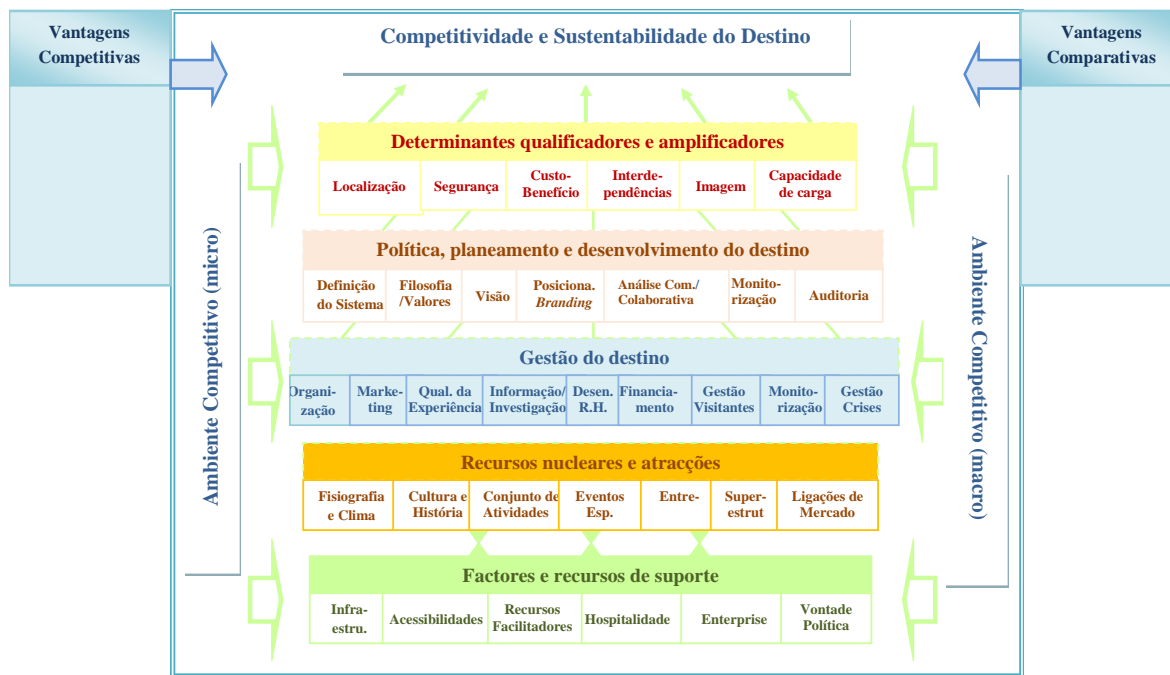 Vantagens
Competitivas
Competitividade e Sustentabilidade do Destino
Vantagens
Comparativas
Ambiente Competitivo (micro)
Ambiente Competitivo (macro)
Determinantes qualificadores e amplificadores
Localização
Segurança
Custo-
Benefício
Interde-
pendências
Imagem
Capacidade
de carga
Política, planeamento e desenvolvimento do destino
Definição
do Sistema
Filosofia
/Valores
Visão
Posiciona.
Branding
Análise Com./
Colaborativa
Monito-
rização
Auditoria
Gestão do destino
Organi-
zação
Marke-
ting
Qual. da
Experiência
Informação/
Investigação
Desen.
R.H.
Financia-
mento
Gestão
Visitantes
Monito-
rização
Gestão
Crises
Recursos nucleares e atracções
Fisiografia
e Clima
Cultura e
História
Conjunto de
Atividades
Eventos
Esp.
Entre-
Super-
estrut
Ligações de
Mercado
Factores e recursos de suporte
Infra-
estru.
Acessibilidades
Recursos
Facilitadores
Hospitalidade
Enterprise
Vontade
Política